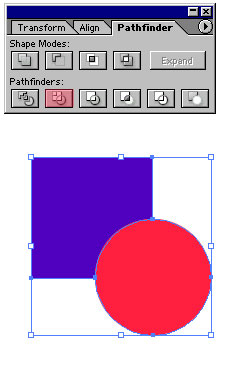 Transform Align Pathfinder
Shape Modes:
Expand
Pathfinders: